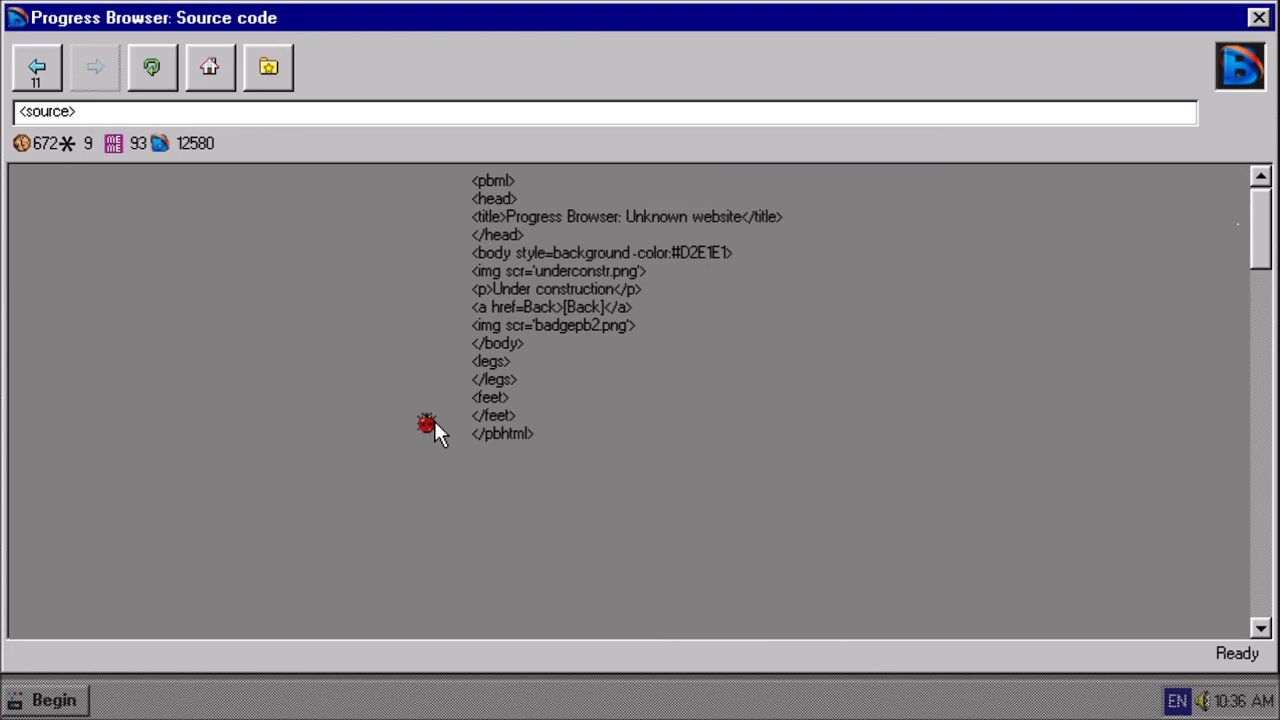 Progress Browser: Source code
11
<source>
672 9 MEME 93 12580
<pbml>
<head>
<title>Progress Browser: Unknown website</title>
</head>
<body style=background-color:#D2E1E1>
<img scr='underconstr.png'>
<p>Under construction</p>
<a href=Back>[Back]</a>
<img scr='badgepb2.png'>
</body>
<legs>
</legs>
<feet>
</feet>
</pbhtml>
Ready
Begin EN 10:36 AM